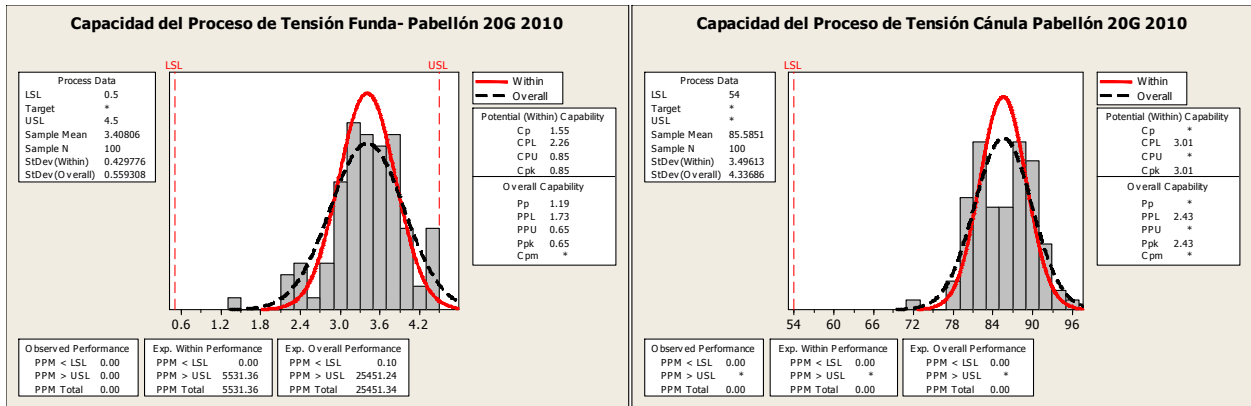 Capacidad del Proceso de Tensión Funda- Pabellón 20G 2010
LSL
USL
Process Data
LSL 0.5
Target *
USL 4.5
Sample Mean 3.40806
Sample N 100
StDev(Within) 0.429776
StDev(Overall) 0.559308
Within
Overall
Potential (Within) Capability
Cp 1.55
CPL 2.26
CPU 0.85
Cpk 0.85
Overall Capability
Pp 1.19
PPL 1.73
PPU 0.65
Ppk 0.65
Cpm *
0.6 1.2 1.8 2.4 3.0 3.6 4.2
Observed Performance
PPM < LSL 0.00
PPM > USL 0.00
PPM Total 0.00
Exp. Within Performance
PPM < LSL 0.00
PPM > USL 5531.36
PPM Total 5531.36
Exp. Overall Performance
PPM < LSL 0.10
PPM > USL 25451.24
PPM Total 25451.34
Capacidad del Proceso de Tensión Cánula Pabellón 20G 2010
LSL
Process Data
LSL 54
Target *
USL *
Sample Mean 85.5851
Sample N 100
StDev(Within) 3.49613
StDev(Overall) 4.33686
Within
Overall
Potential (Within) Capability
Cp *
CPL 3.01
CPU *
Cpk 3.01
Overall Capability
Pp *
PPL 2.43
PPU *
Ppk 2.43
Cpm *
54 60 66 72 78 84 90 96
Observed Performance
PPM < LSL 0.00
PPM > USL *
PPM Total 0.00
Exp. Within Performance
PPM < LSL 0.00
PPM > USL *
PPM Total 0.00
Exp. Overall Performance
PPM < LSL 0.00
PPM > USL *
PPM Total 0.00